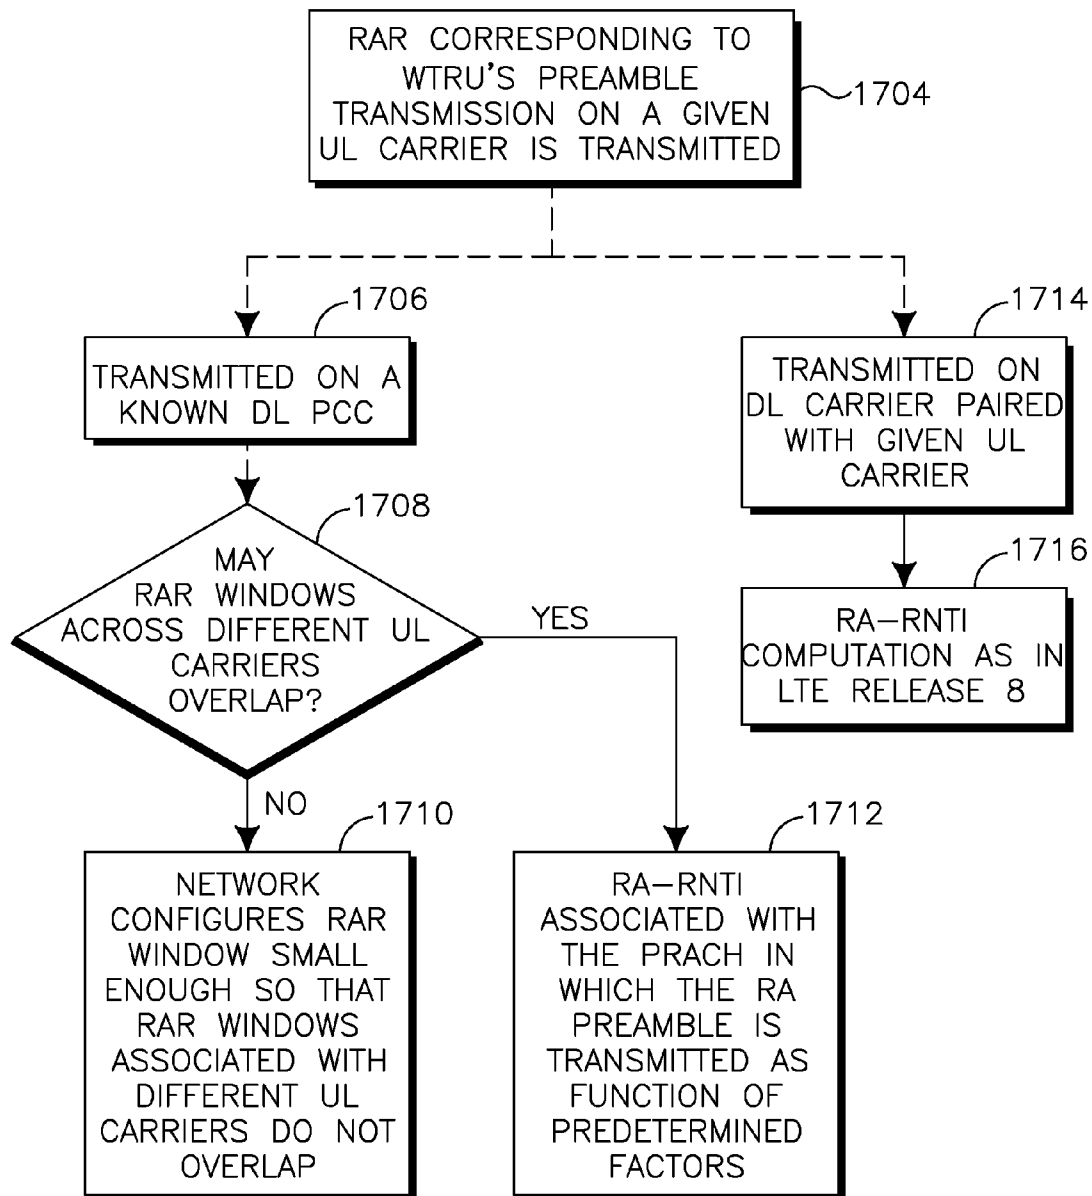 RAR CORRESPONDING TO
WTRU'S PREAMBLE
TRANSMISSION ON A GIVEN
UL CARRIER IS TRANSMITTED
1704
1706
TRANSMITTED ON A
KNOWN DL PCC
1714
TRANSMITTED ON
DL CARRIER PAIRED
WITH GIVEN UL
CARRIER
1708
MAY
RAR WINDOWS
ACROSS DIFFERENT UL
CARRIERS
OVERLAP?
YES
NO
1716
RA-RNTI
COMPUTATION AS IN
LTE RELEASE 8
1710
NETWORK
CONFIGURES RAR
WINDOW SMALL
ENOUGH SO THAT
RAR WINDOWS
ASSOCIATED WITH
DIFFERENT UL
CARRIERS DO NOT
OVERLAP
1712
RA-RNTI
ASSOCIATED WITH
THE PRACH IN
WHICH THE RA
PREAMBLE IS
TRANSMITTED AS
FUNCTION OF
PREDETERMINED
FACTORS